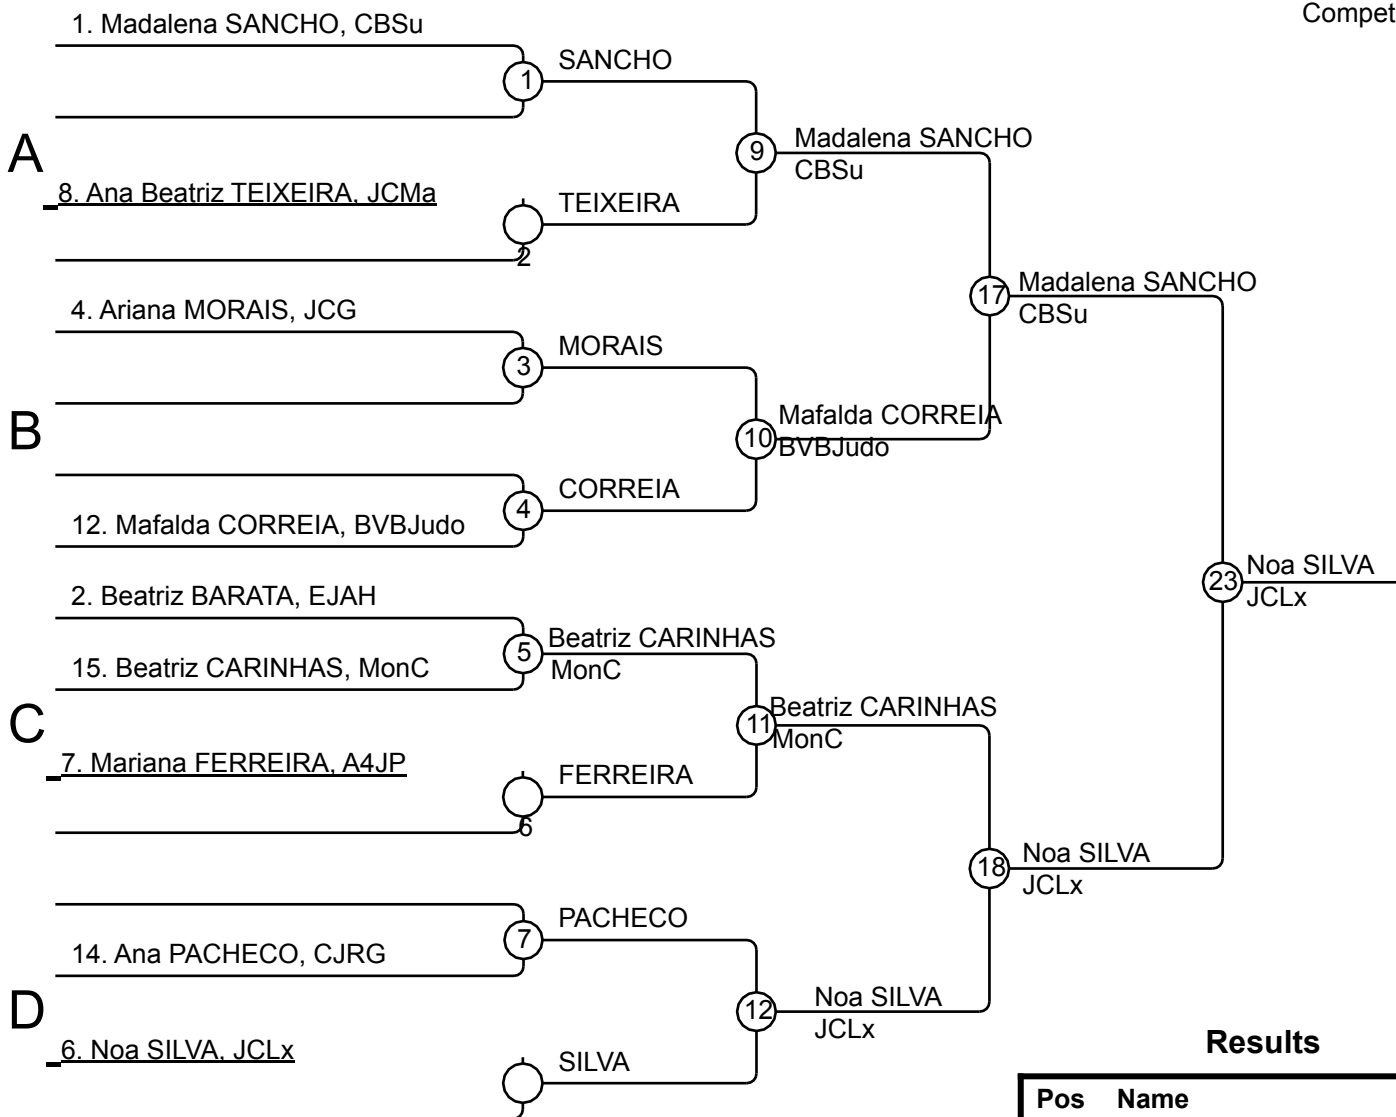 Compet
1. Madalena SANCHO, CBSu
1
SANCHO
A
9
Madalena SANCHO
CBSu
8. Ana Beatriz TEIXEIRA, JCMa
2
TEIXEIRA
17
Madalena SANCHO
CBSu
4. Ariana MORAIS, JCG
3
MORAIS
B
10
Mafalda CORREIA
BVBJudo
4
CORREIA
12. Mafalda CORREIA, BVBJudo
23
Noa SILVA
JCLx
2. Beatriz BARATA, EJAH
5
Beatriz CARINHAS
MonC
15. Beatriz CARINHAS, MonC
C
11
Beatriz CARINHAS
MonC
7. Mariana FERREIRA, A4JP
6
FERREIRA
18
Noa SILVA
JCLx
7
PACHECO
14. Ana PACHECO, CJRG
D
12
Noa SILVA
JCLx
6. Noa SILVA, JCLx
SILVA
Results
Pos Name